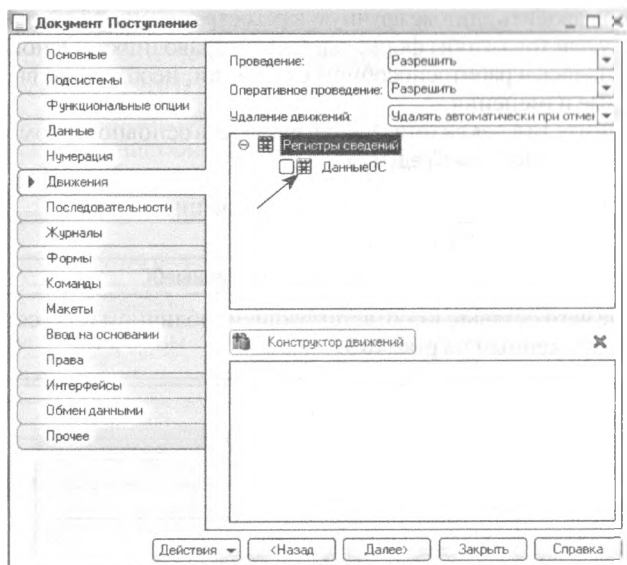 Документ Поступление
Основные
Подсистемы
Функциональные опции
Данные
Нумерация
Движения
Последовательности
Журналы
Формы
Команды
Макеты
Ввод на основании
Права
Интерфейсы
Обмен данными
Прочее
Проведение: Разрешить
Оперативное проведение: Разрешить
Удаление движений: Удалять автоматически при отмен
Регистры сведений
ДанныеОС
Конструктор движений
Действия <Назад Далее> Закрыть Справка